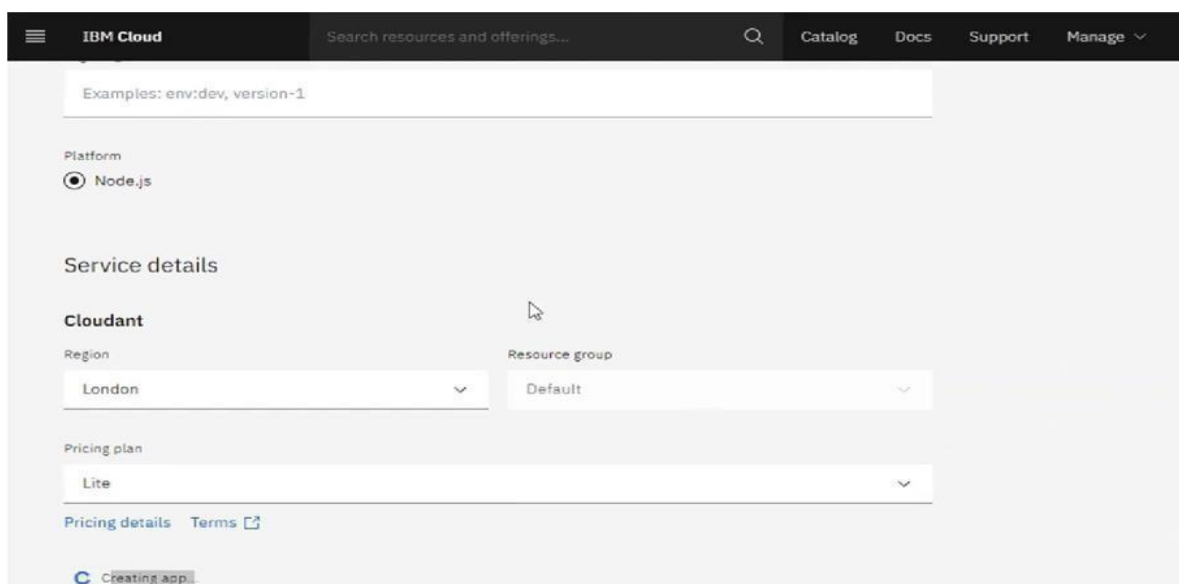 IBM Cloud Search resources and offerings... Catalog Docs Support Manage
Examples: env:dev, version-1
Platform
Node.js
Service details
Cloudant
Region Resource group
London Default
Pricing plan
Lite
Pricing details Terms
Creating app...